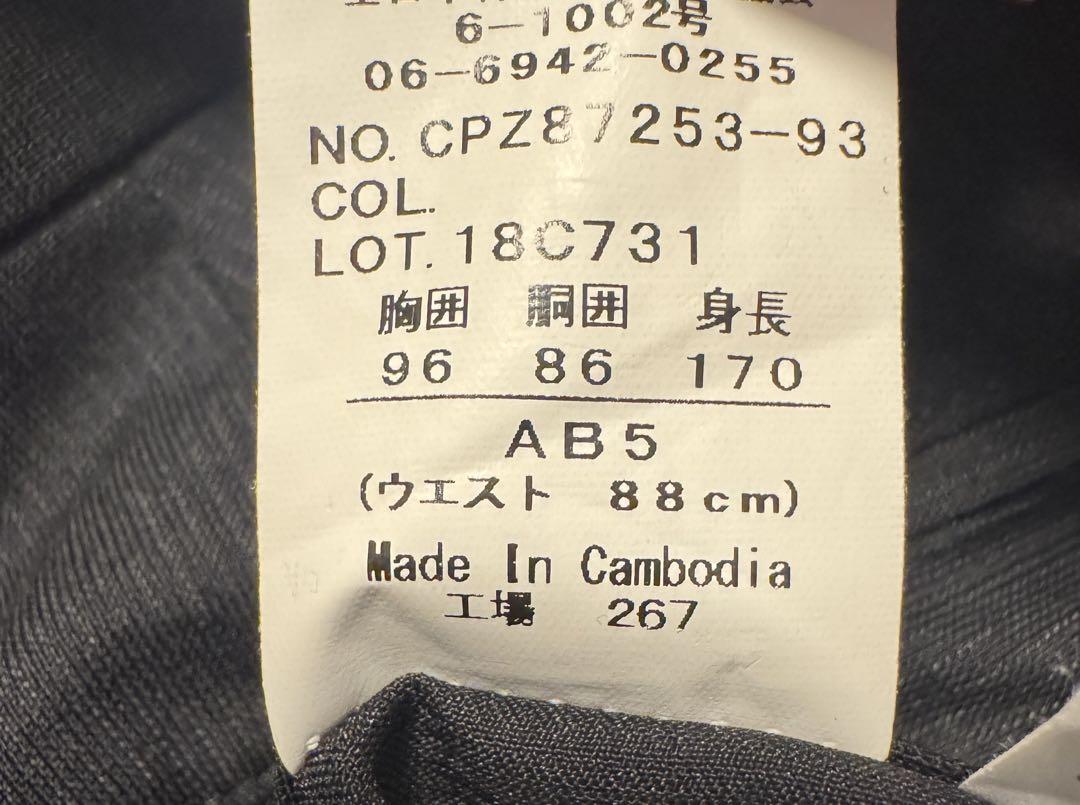 6-1002号
06-6942-0255
NO. CPZ87253-93
COL.
LOT. 18C731
胸囲 胴囲 身長
96 86 170
AB5
(ウエスト 88cm)
Made In Cambodia
工場 267